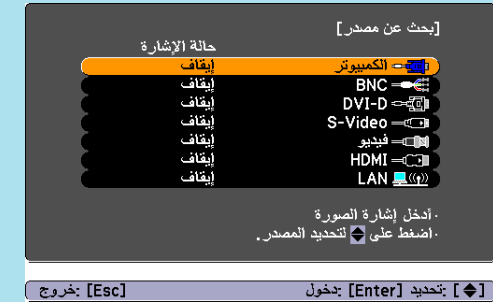 [بحث عن مصدر]
حالة الإشارة
الكمبيوتر إيقاف
BNC إيقاف
DVI-D إيقاف
S-Video إيقاف
فيديو إيقاف
HDMI إيقاف
LAN إيقاف
·أدخل إشارة الصورة
·اضغط على لتحديد المصدر.
[ ] :تحديد [Enter] :دخول [Esc] :خروج